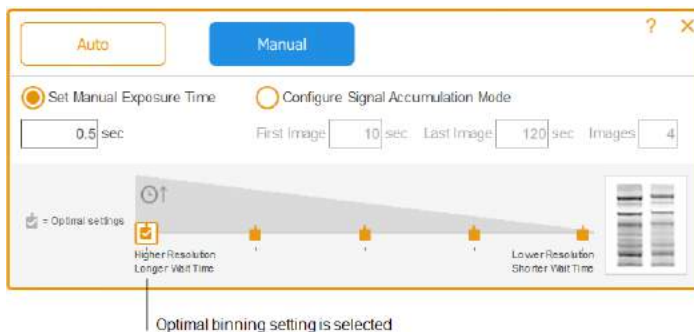 Auto
Manual
? ×
Set Manual Exposure Time
Configure Signal Accumulation Mode
0.5 sec
First Image 10 sec Last Image 120 sec Images 4
= Optimal settings
Higher Resolution
Longer Wait Time
Lower Resolution
Shorter Wait Time
Optimal binning setting is selected